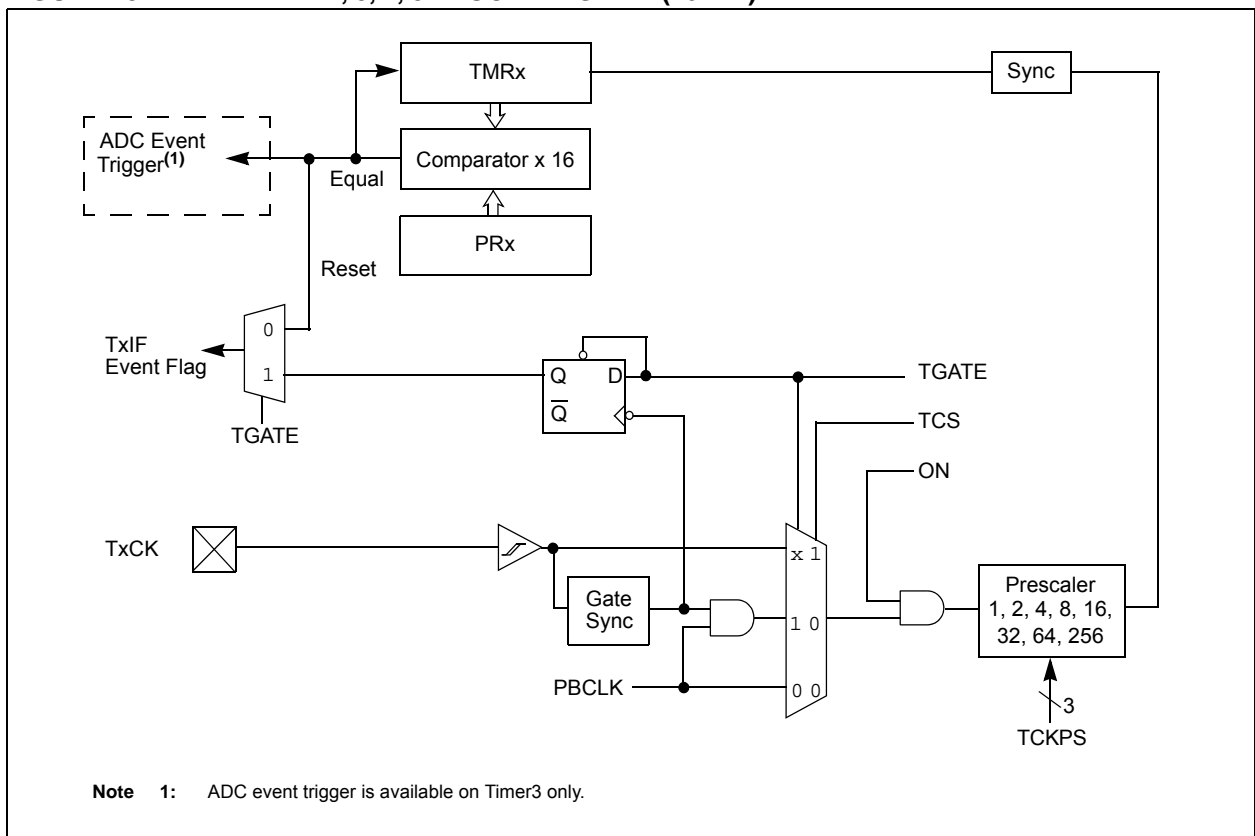 TMRx
Sync
ADC Event
Trigger(1)
Comparator x 16
Equal
PRx
Reset
0
TxIF
Event Flag
1
Q
D
TGATE
Q
TGATE
TCS
ON
TxCK
x 1
Prescaler
1, 2, 4, 8, 16,
32, 64, 256
Gate
Sync
1 0
PBCLK
0 0
3
TCKPS
Note 1: ADC event trigger is available on Timer3 only.